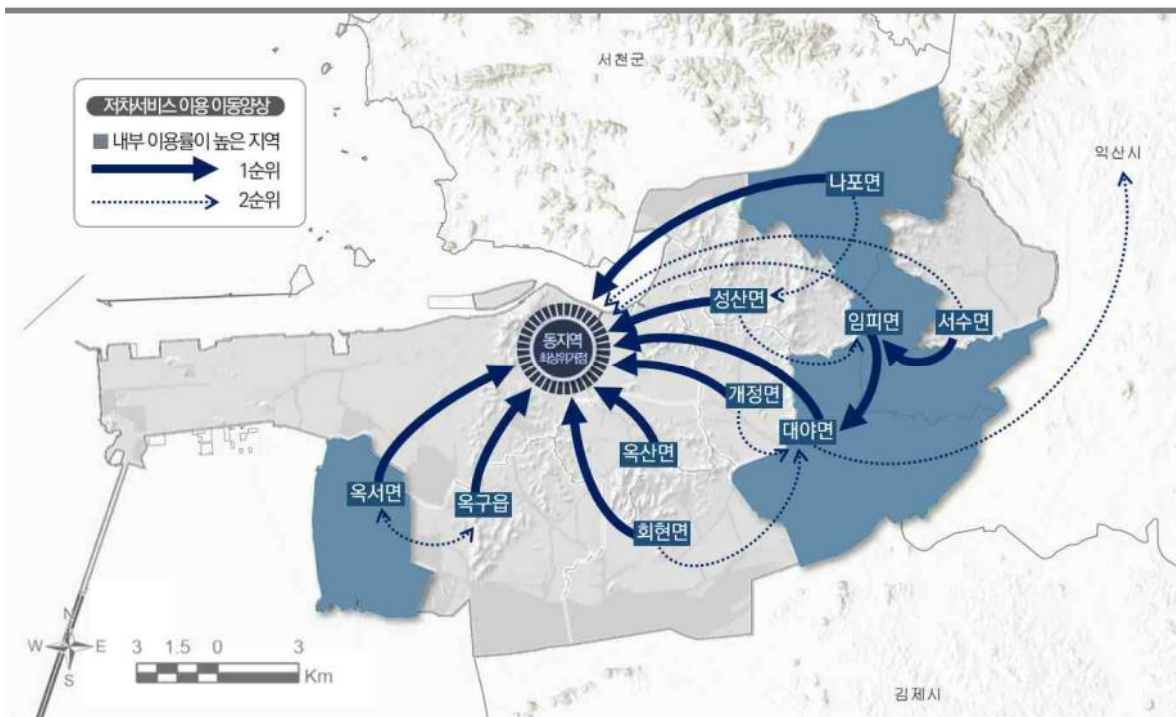 서천군
저차서비스 이용 이동양상
내부 이용률이 높은 지역
1순위
2순위
익산시
나포면
성산면
임피면
서수면
동지역
최상위거점
개정면
대야면
옥산면
옥서면
옥구읍
회현면
N
W E
S
3 1.5 0 3
Km
김제시